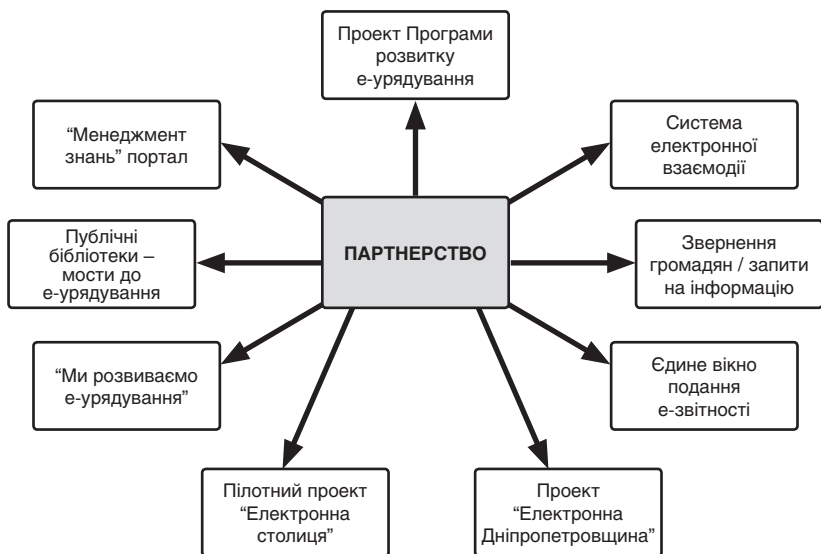 Проект Програми
розвитку
е-урядування
“Менеджмент
знань” портал
Система
електронної
взаємодії
Публічні
бібліотеки –
мости до
е-урядування
ПАРТНЕРСТВО
Звернення
громадян / запити
на інформацію
“Ми розвиваємо
е-урядування”
Єдине вікно
подання
е-звітності
Пілотний проект
“Електронна
столиця”
Проект
“Електронна
Дніпропетровщина”